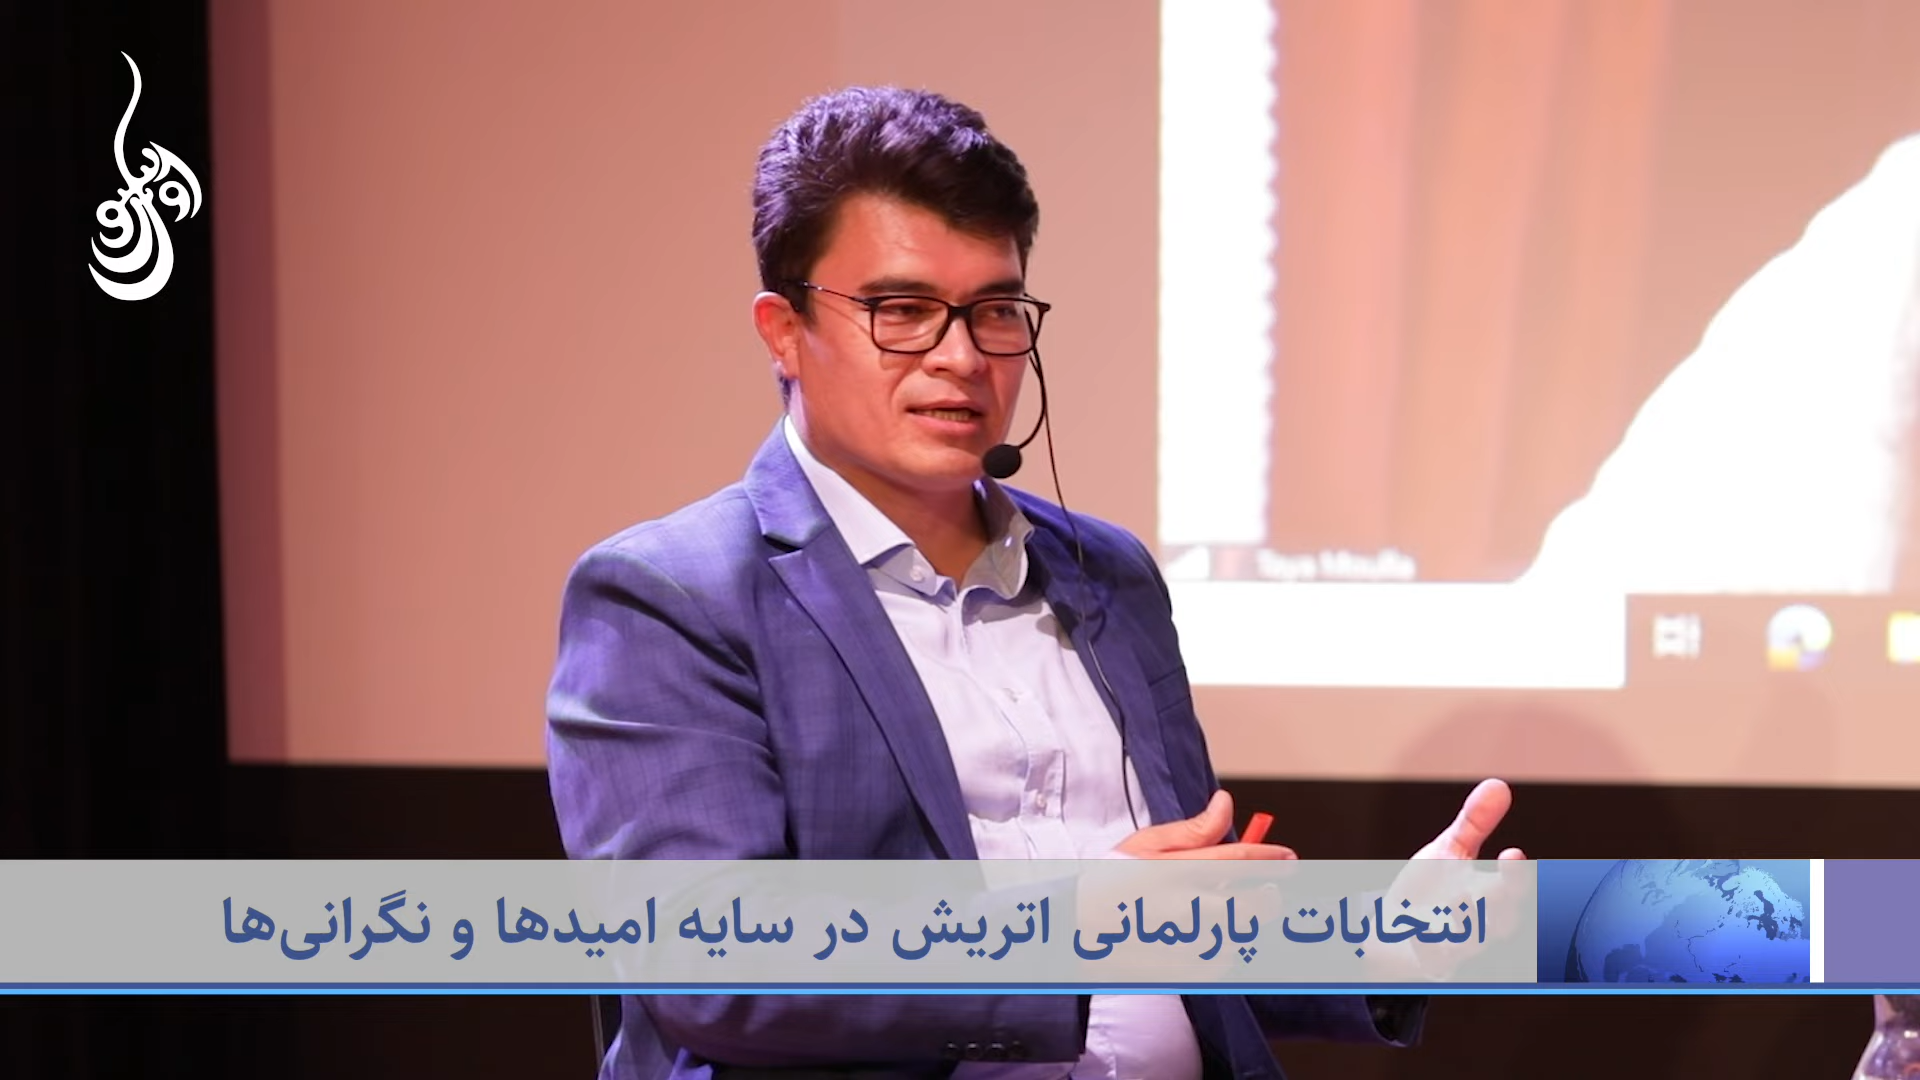 انتخابات پارلمانی اتریش در سایه امیدها و نگرانی‌ها